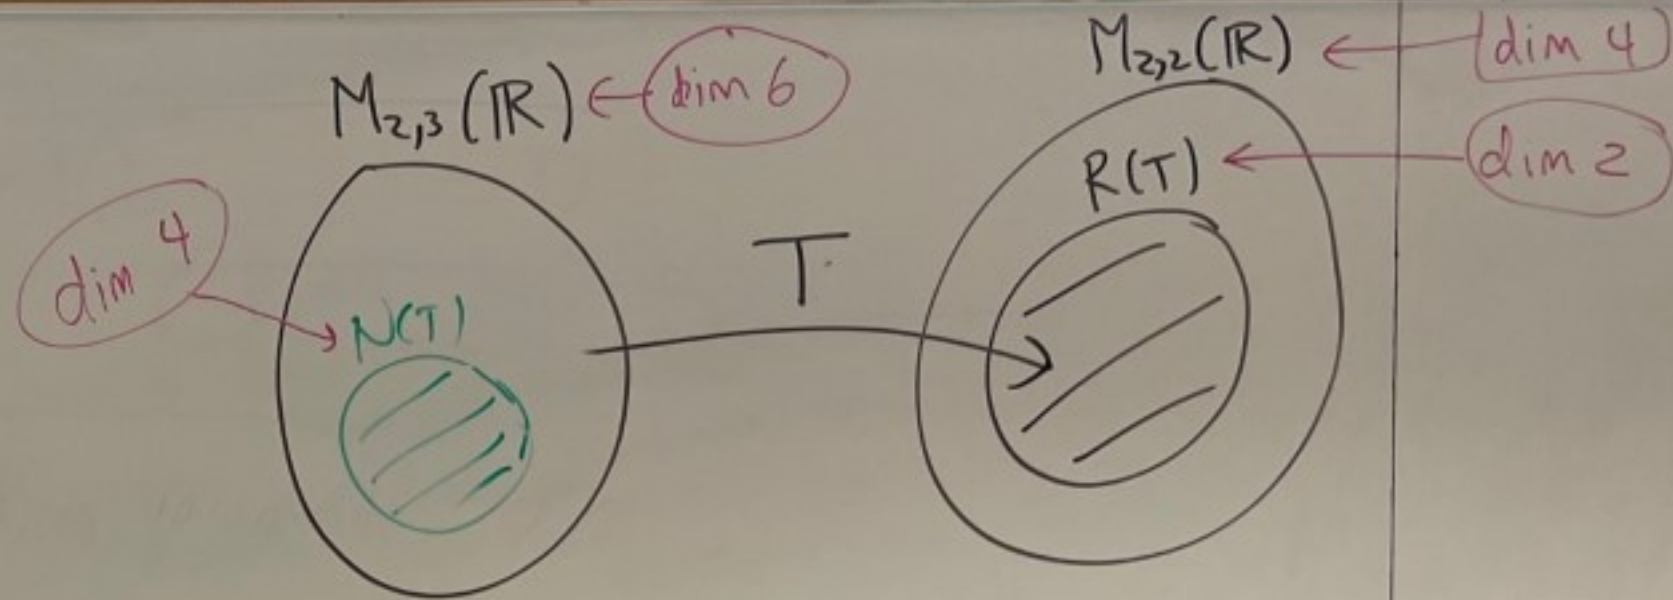 M₂,₂(ℝ) ← dim 4
M₂,₃(ℝ) ← dim 6
R(T) ← dim 2
dim 4
T
N(T)